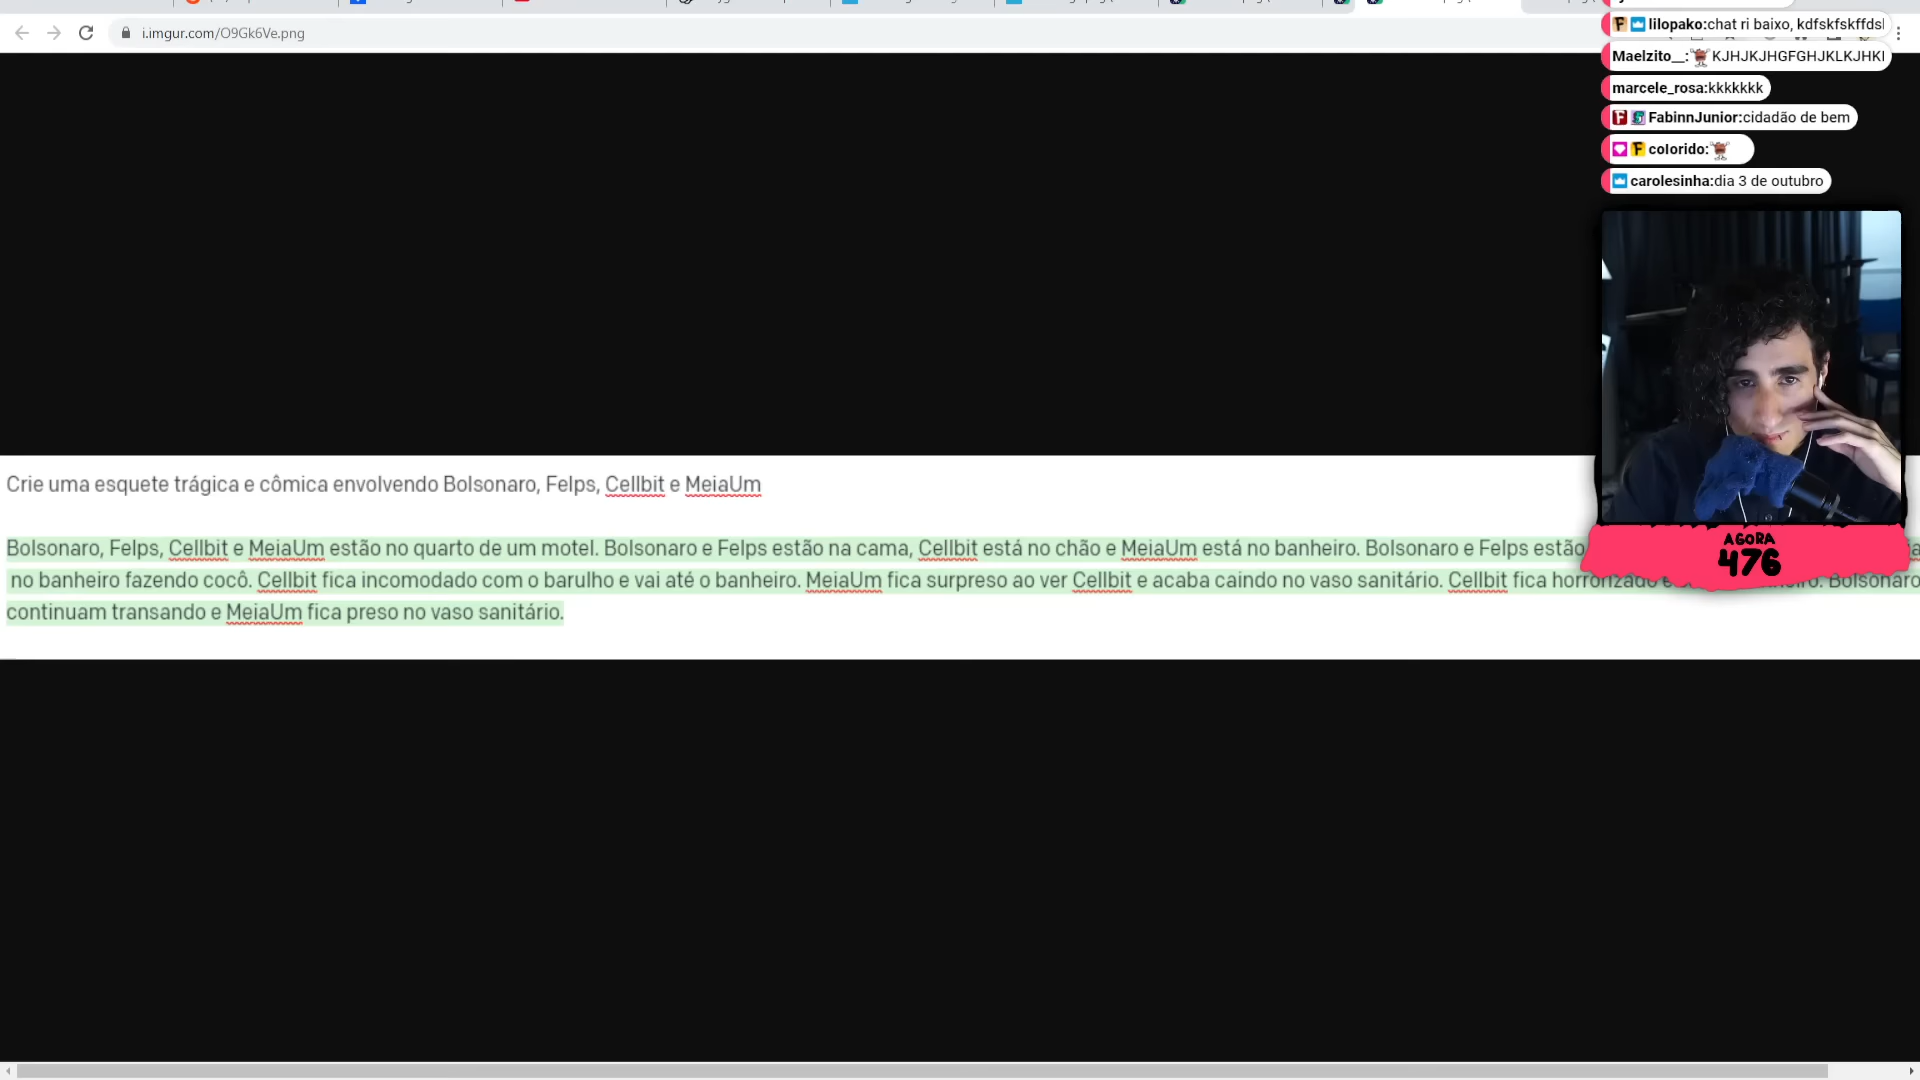 i.imgur.com/O9Gk6Ve.png
lilopako:chat ri baixo, kdfskfskffds
Maelzito__: KJHJKJHGFGHJKLKJHK
marcele_rosa:kkkkkkk
FabinnJunior:cidadão de bem
colorido:
carolesinha:dia 3 de outubro
Crie uma esquete trágica e cômica envolvendo Bolsonaro, Felps, Cellbit e MeiaUm
Bolsonaro, Felps, Cellbit e MeiaUm estão no quarto de um motel. Bolsonaro e Felps estão na cama, Cellbit está no chão e MeiaUm está no banheiro. Bolsonaro e Felps estão
no banheiro fazendo cocô. Cellbit fica incomodado com o barulho e vai até o banheiro. MeiaUm fica surpreso ao ver Cellbit e acaba caindo no vaso sanitário. Cellbit fica horrorizado Bolsonaro
continuam transando e MeiaUm fica preso no vaso sanitário.
AGORA
476